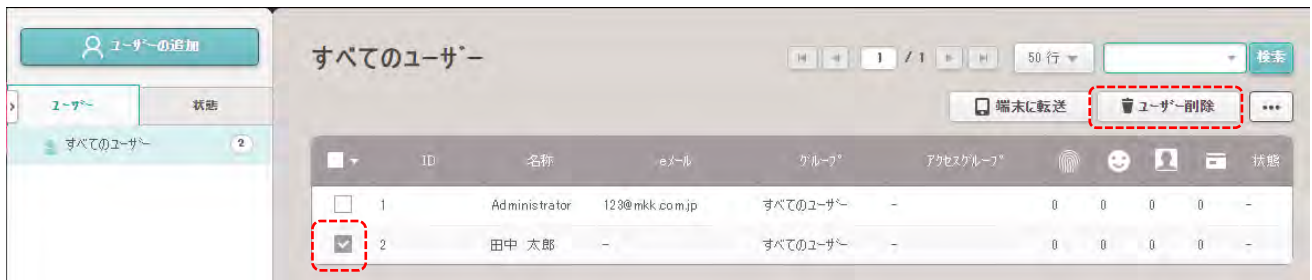 ユーザーの追加
ユーザー 状態
すべてのユーザー 2
すべてのユーザー
1 / 1 50 行 検索
端末に転送 ユーザー削除 •••
ID 名称 eメール グループ アクセスグループ 状態
1 Administrator 123@mkk.com.jp すべてのユーザー - 0 0 0 0 -
2 田中 太郎 - すべてのユーザー - 0 0 0 0 -